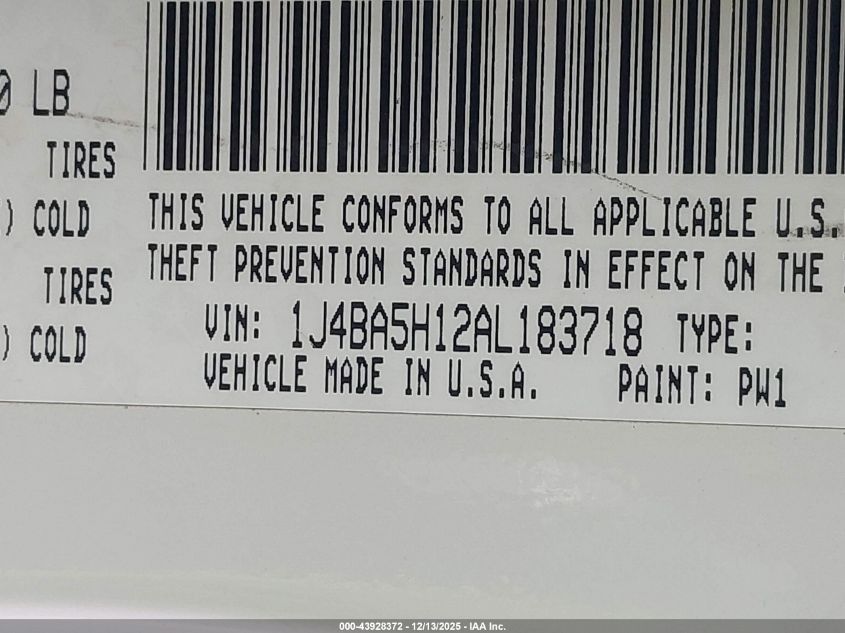 0 LB
TIRES
) COLD
TIRES
) COLD
THIS VEHICLE CONFORMS TO ALL APPLICABLE U.S.
THEFT PREVENTION STANDARDS IN EFFECT ON THE
VIN: 1J4BA5H12AL183718 TYPE:
VEHICLE MADE IN U.S.A. PAINT: PW1
000-43928372 - 12/13/2025 - IAA Inc.